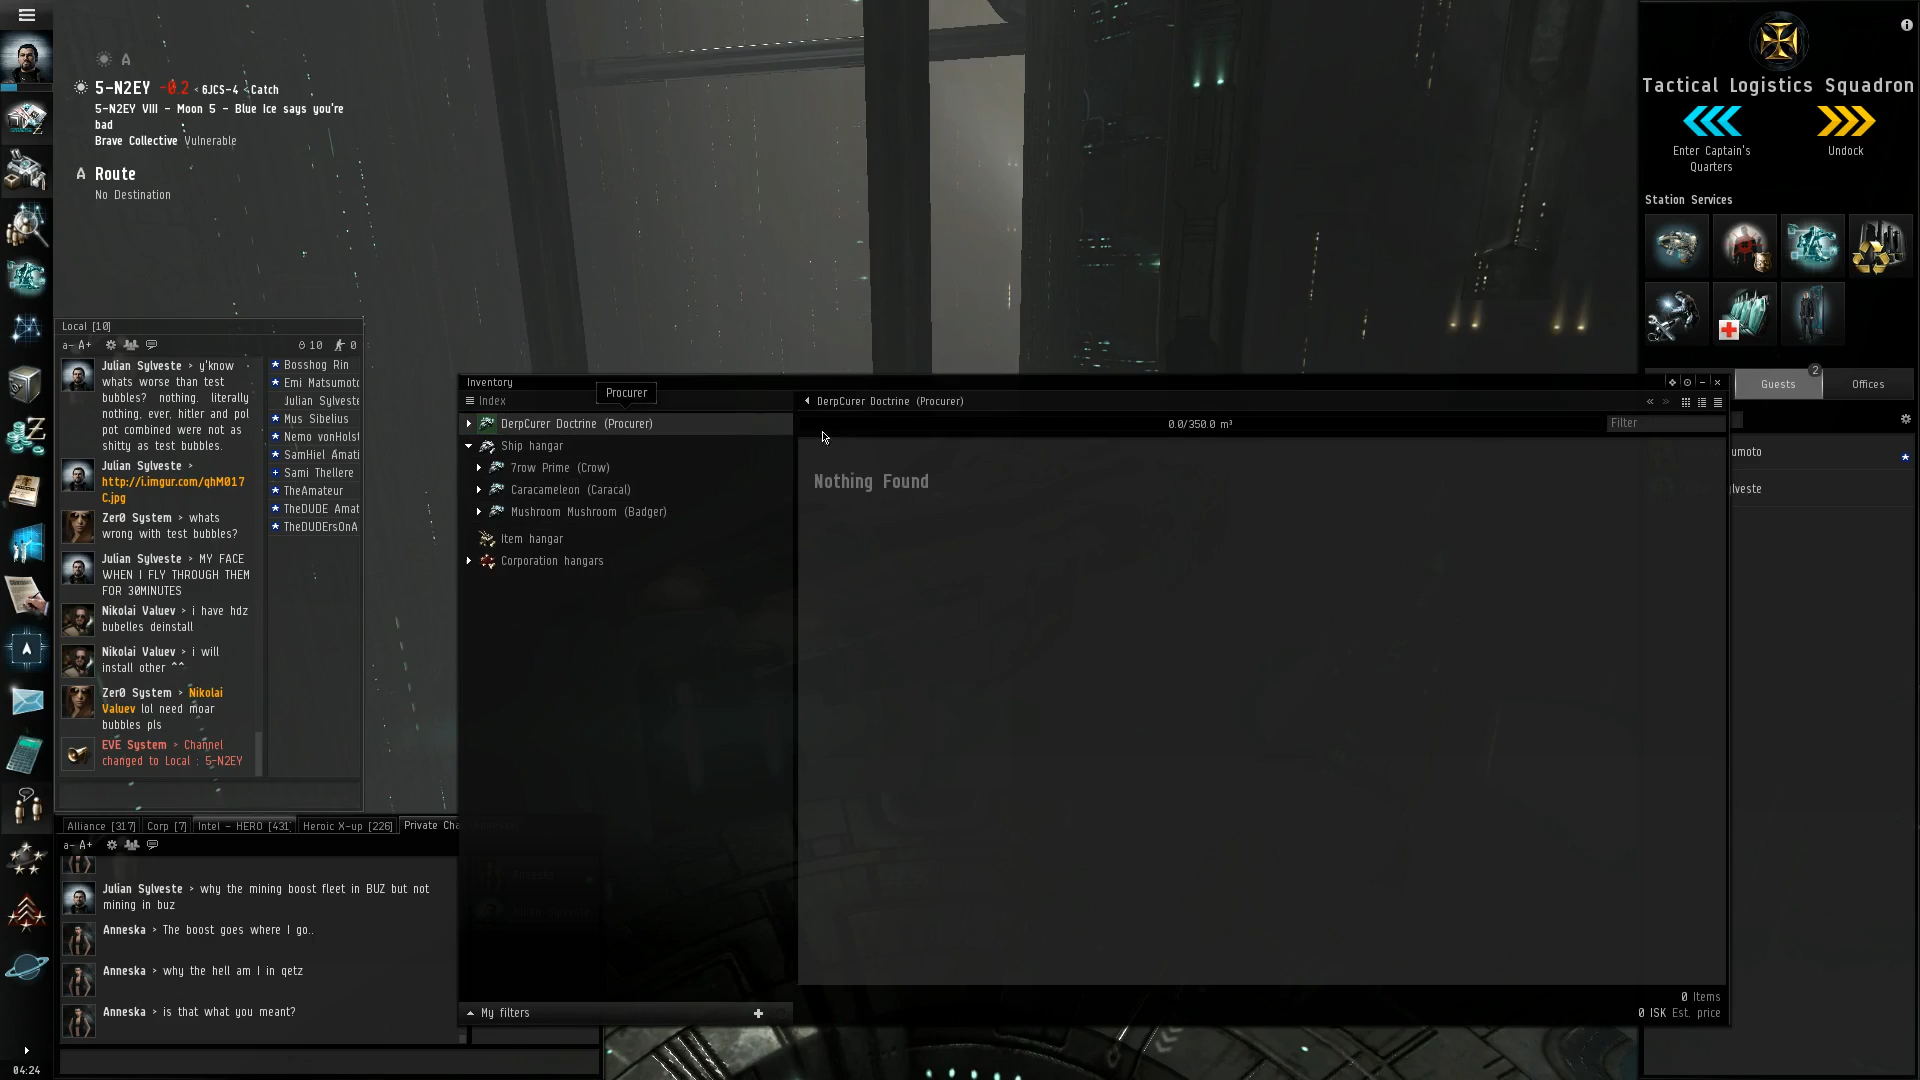 5-N2EY -0.2 < 6JCS-4 < Catch
5-N2EY VIII - Moon 5 - Blue Ice says you're
bad
Brave Collective Vulnerable
A Route
No Destination
Local [10]
a- A+
10 0
Julian Sylveste > y'know
whats worse than test
bubbles? nothing. literally
nothing, ever, hitler and pol
pot combined were not as
shitty as test bubbles.
Julian Sylveste >
http://i.imgur.com/qhM017
C.jpg
Zer0 System > whats
wrong with test bubbles?
Julian Sylveste > MY FACE
WHEN I FLY THROUGH THEM
FOR 30MINUTES
Nikolai Valuev > i have hdz
bubelles deinstall
Nikolai Valuev > i will
install other ^^
Zer0 System > Nikolai
Valuev lol need moar
bubbles pls
EVE System > Channel
changed to Local : 5-N2EY
Bosshog Rin
Emi Matsumoto
Julian Sylveste
Mus Sibelius
Nemo vonHolst
SamHiel Amati
Sami Thellere
TheAmateur
TheDUDE Amat
TheDUDErsOnA
Alliance [317] Corp [7] Intel - HERO [431] Heroic X-up [226] Private Cha
a- A+
Julian Sylveste > why the mining boost fleet in BUZ but not
mining in buz
Anneska > The boost goes where I go..
Anneska > why the hell am I in qetz
Anneska > is that what you meant?
04:24
Inventory
Procurer
Index
DerpCurer Doctrine (Procurer)
Ship hangar
7row Prime (Crow)
Caracameleon (Caracal)
Mushroom Mushroom (Badger)
Item hangar
Corporation hangars
My filters
DerpCurer Doctrine (Procurer)
0.0/350.0 m³
Filter
Nothing Found
0 Items
0 ISK Est. price
Tactical Logistics Squadron
Enter Captain's
Quarters
Undock
Station Services
Guests 2
Offices
umoto
lveste